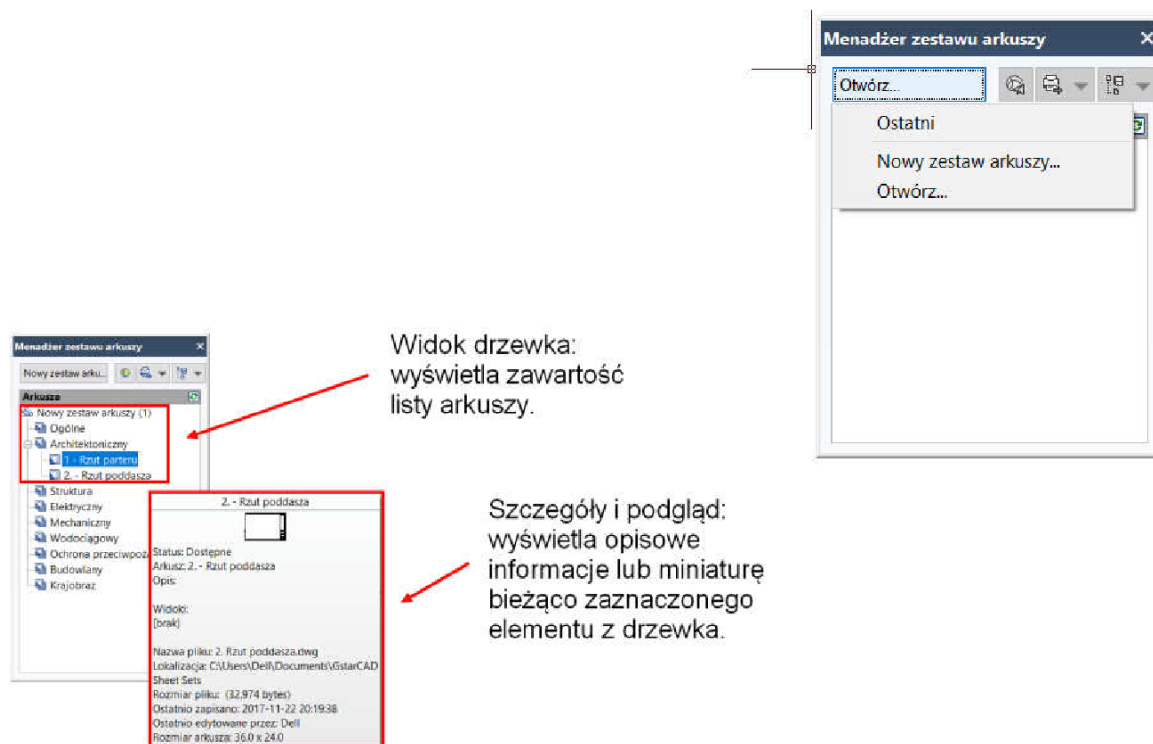 Menadżer zestawu arkuszy
Otwórz...
Ostatni
Nowy zestaw arkuszy...
Otwórz...
Menadżer zestawu arkuszy
Nowy zestaw arku...
Arkusze
Nowy zestaw arkuszy (1)
Ogólne
Architektoniczny
1 - Rzut parteru
2. - Rzut poddasza
Struktura
Elektryczny
Mechaniczny
Wodociągowy
Ochrona przeciwpoż
Budowlany
Krajobraz
Widok drzewka:
wyświetla zawartość
listy arkuszy.
2. - Rzut poddasza
Status: Dostępne
Arkusz: 2. - Rzut poddasza
Opis:
Widoki:
[brak]
Nazwa pliku: 2. Rzut poddasza.dwg
Lokalizacja: C:\Users\Dell\Documents\GstarCAD
Sheet Sets
Rozmiar pliku: (32,974 bytes)
Ostatnio zapisano: 2017-11-22 20:19:38
Ostatnio edytowane przez: Dell
Rozmiar arkusza: 36.0 x 24.0
Szczegóły i podgląd:
wyświetla opisowe
informacje lub miniaturę
bieżąco zaznaczonego
elementu z drzewka.